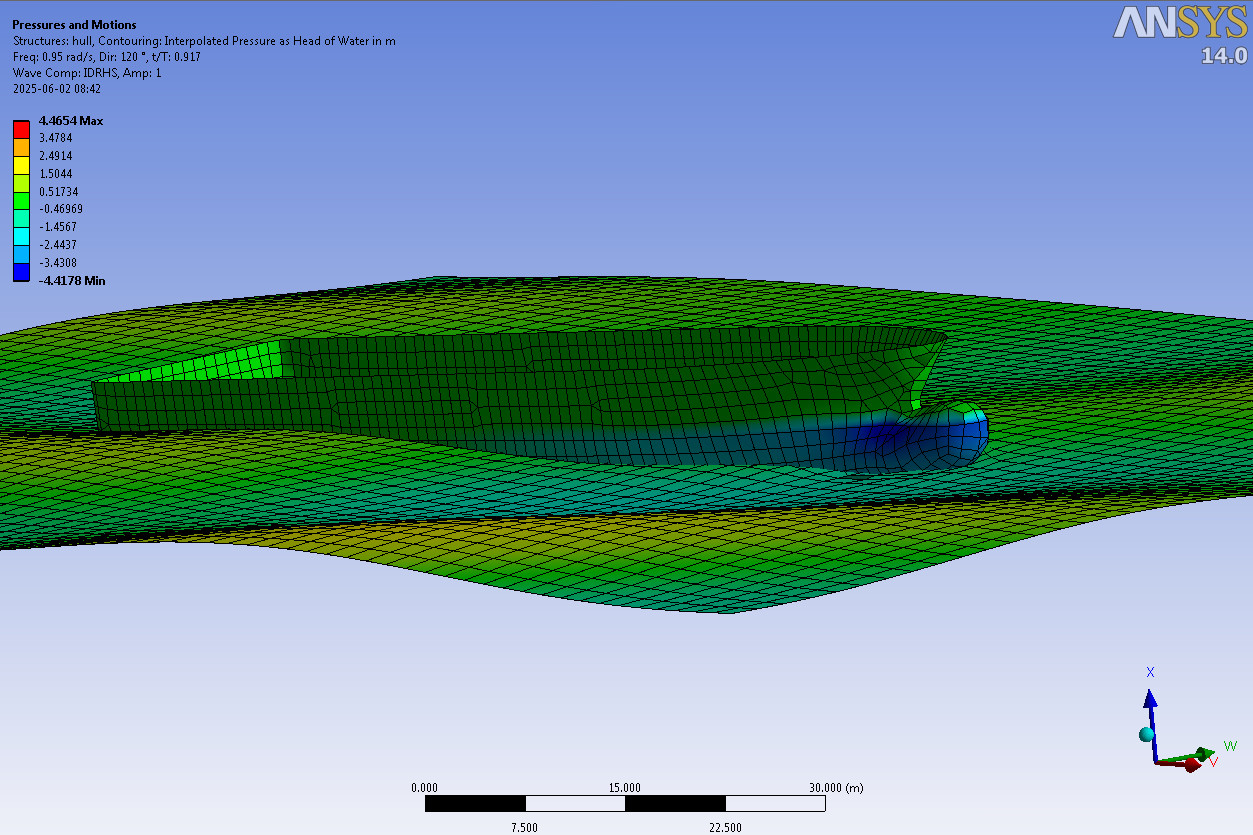 Pressures and Motions
Structures: hull, Contouring: Interpolated Pressure as Head of Water in m
Freq: 0.95 rad/s, Dir: 120 °, t/T: 0.917
Wave Comp: IDRHS, Amp: 1
2025-06-02 08:42
ANSYS
14.0
4.4654 Max
3.4784
2.4914
1.5044
0.51734
-0.46969
-1.4567
-2.4437
-3.4308
-4.4178 Min
X
W
V
0.000 15.000 30.000 (m)
7.500 22.500